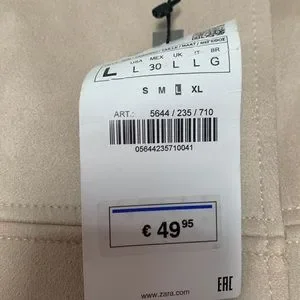 USA MEX UK IT BR
L L 30 L L G
S M L XL
ART.: 5644 / 235 / 710
05644235710041
€ 49 95
www.zara.com
EAC